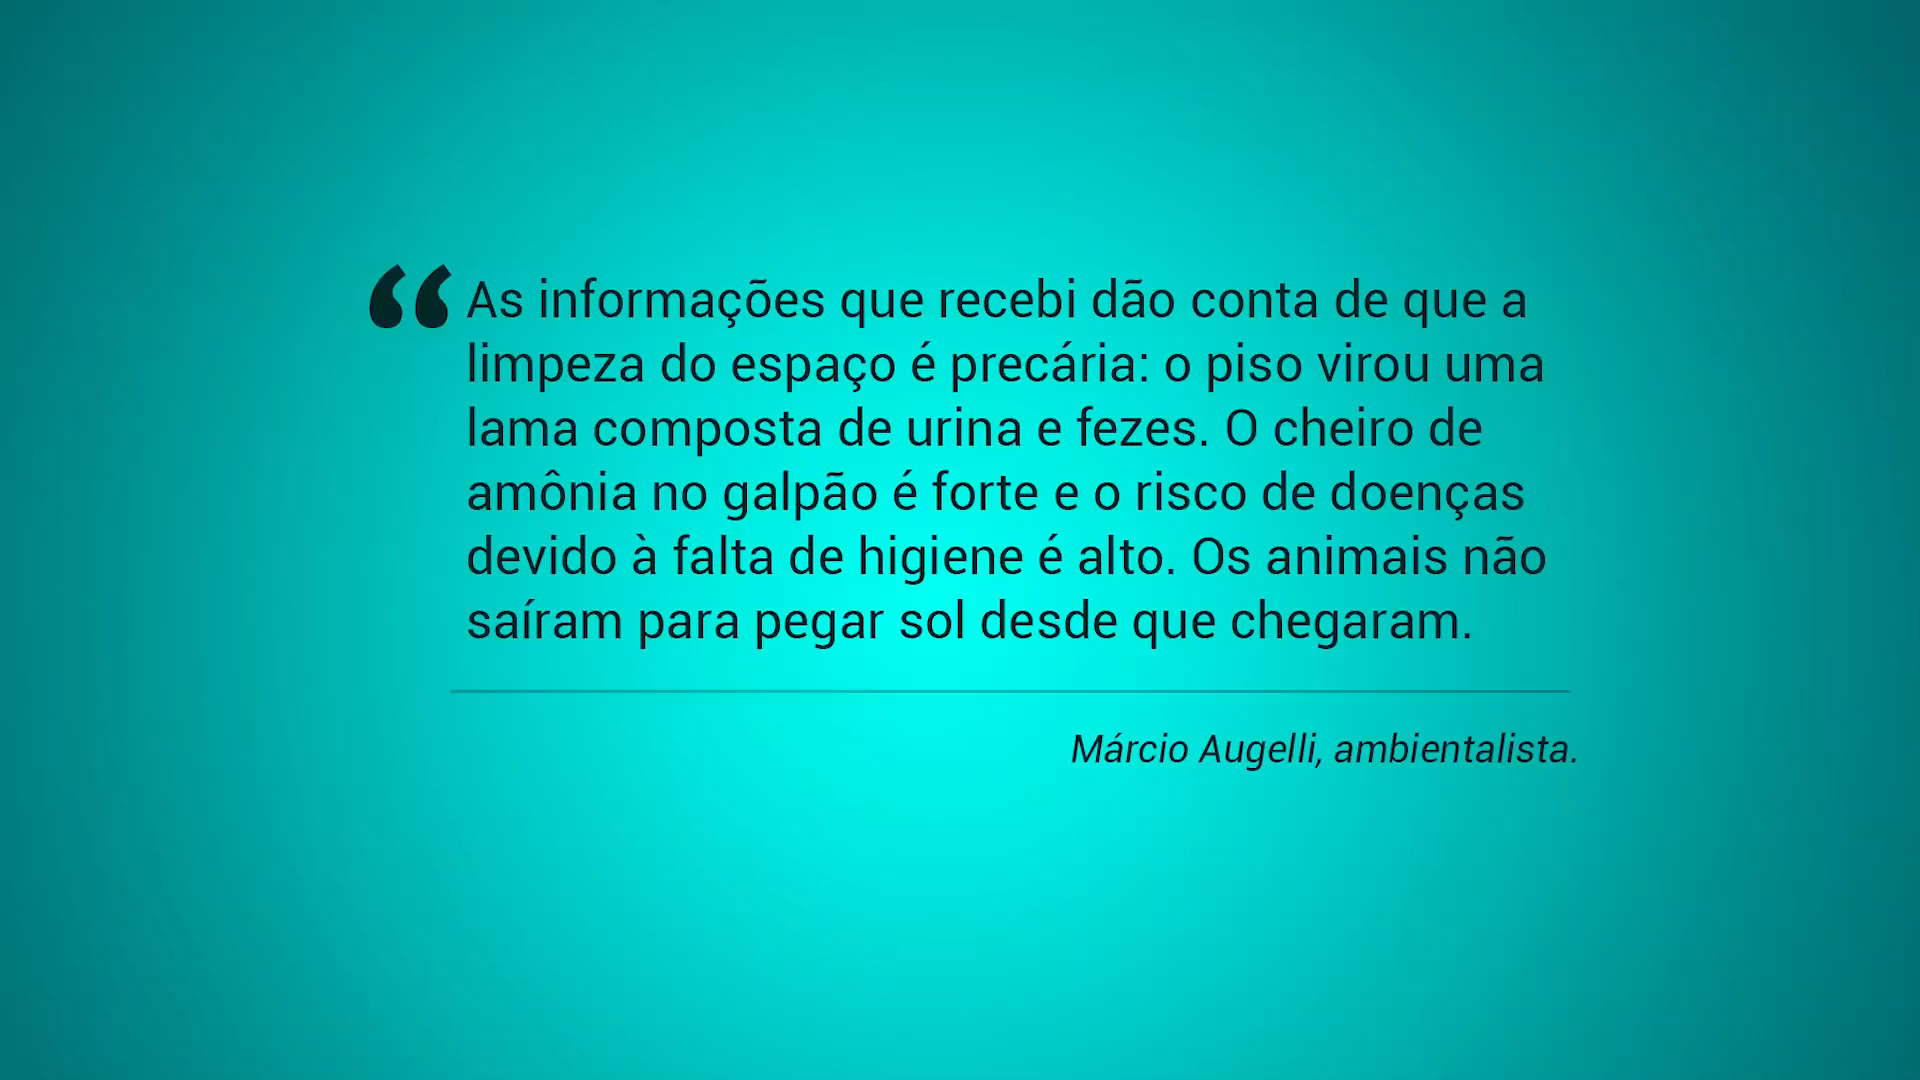 “As informações que recebi dão conta de que a
limpeza do espaço é precária: o piso virou uma
lama composta de urina e fezes. O cheiro de
amônia no galpão é forte e o risco de doenças
devido à falta de higiene é alto. Os animais não
saíram para pegar sol desde que chegaram.
Márcio Augelli, ambientalista.